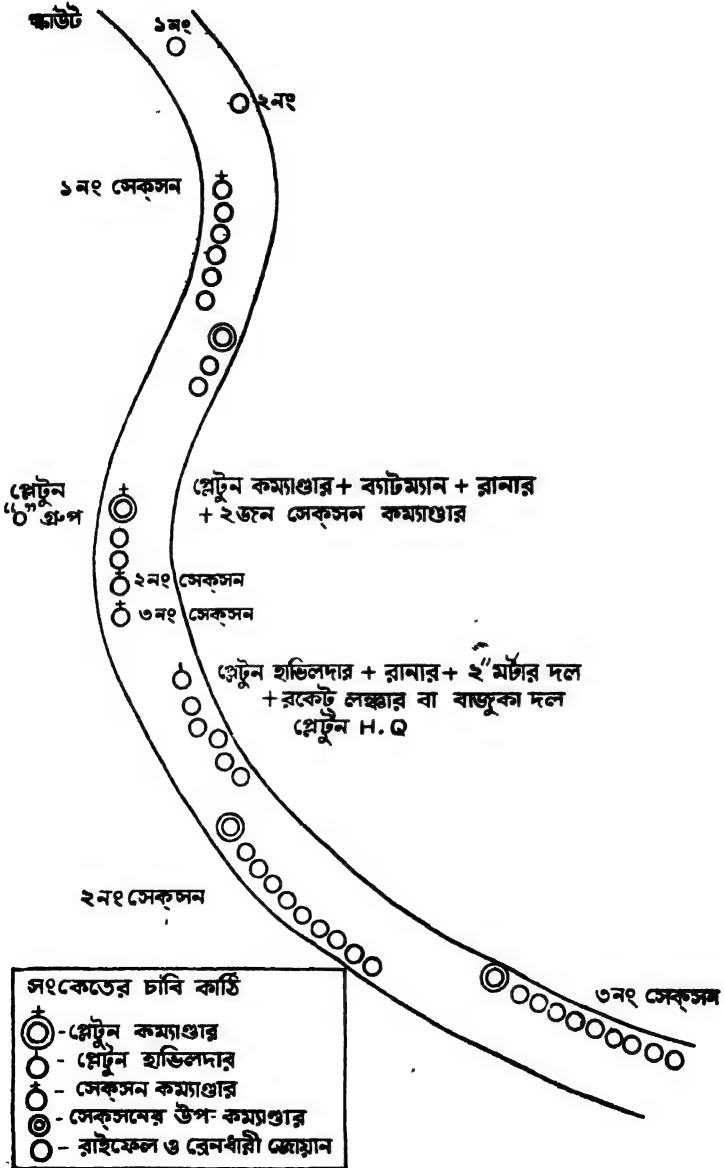 স্কাউট
১নং
২নং
১নং সেক্সন
প্লেটুন
"O" গ্রুপ
প্লেটুন কম্যাণ্ডার + ব্যাটম্যান + রানার
+ ২জন সেক্সন কম্যাণ্ডার
২নং সেক্সন
৩নং সেক্সন
প্লেটুন হাভিলদার + রানার + ২" মর্টার দল
+ রকেট লঞ্চার বা বাজুকা দল
প্লেটুন H.Q
২নং সেক্সন
৩নং সেক্সন
সংকেতের চাবি কাঠি
- প্লেটুন কম্যাণ্ডার
- প্লেটুন হাভিলদার
- সেক্সন কম্যাণ্ডার
- সেক্সনের উপ-কম্যাণ্ডার
- রাইফেল ও ব্রেনধারী জোয়ান